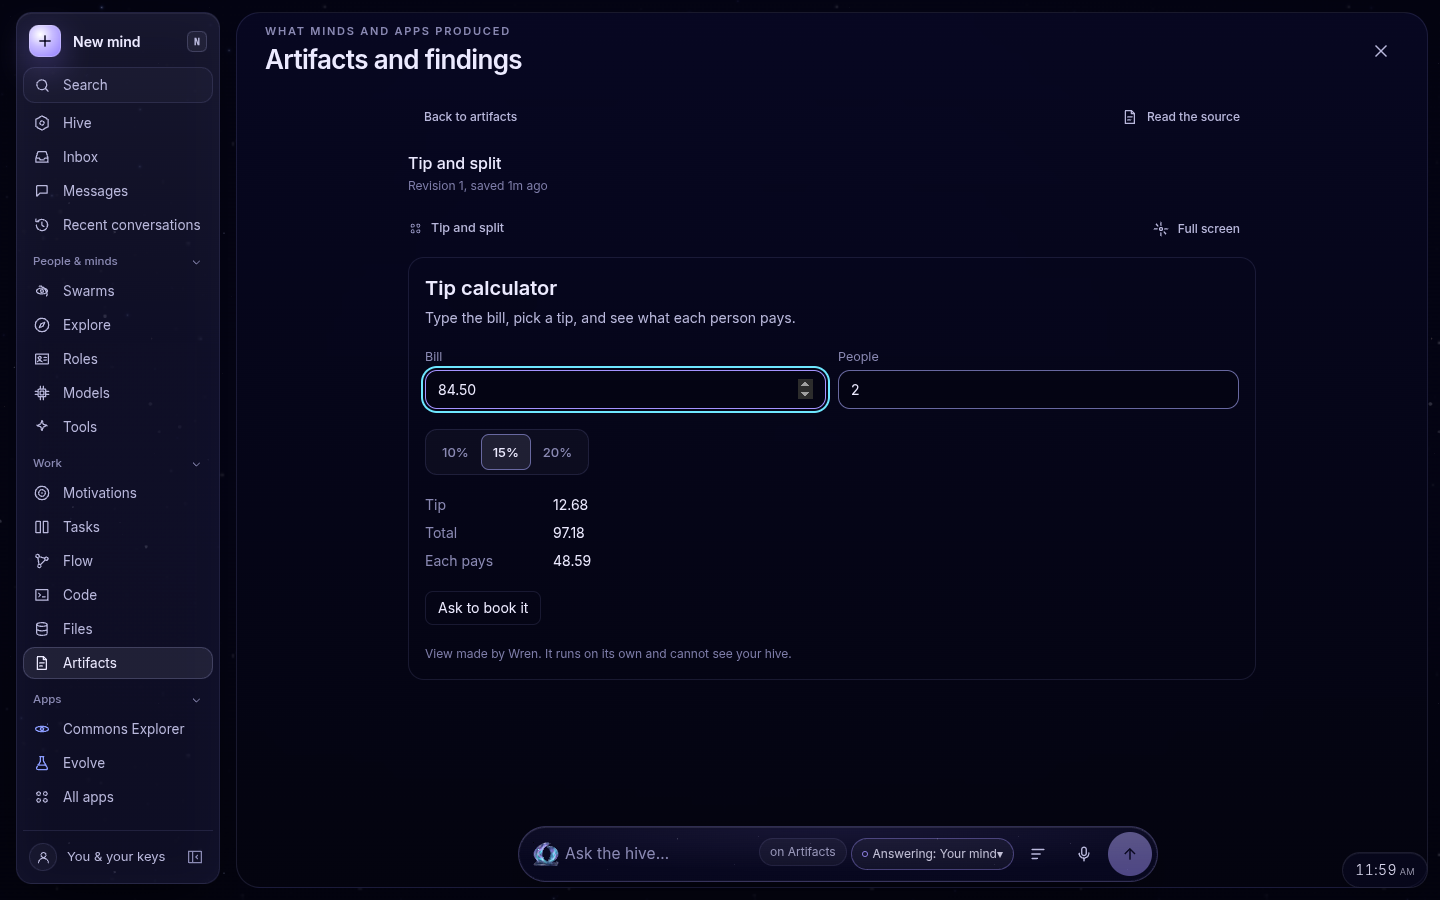 New mind
N
Search
Hive
Inbox
Messages
Recent conversations
People & minds
Swarms
Explore
Roles
Models
Tools
Work
Motivations
Tasks
Flow
Code
Files
Artifacts
Apps
Commons Explorer
Evolve
All apps
You & your keys
WHAT MINDS AND APPS PRODUCED
Artifacts and findings
Back to artifacts
Read the source
Tip and split
Revision 1, saved 1m ago
Tip and split
Full screen
Tip calculator
Type the bill, pick a tip, and see what each person pays.
Bill
People
84.50
2
10% 15% 20%
Tip 12.68
Total 97.18
Each pays 48.59
Ask to book it
View made by Wren. It runs on its own and cannot see your hive.
Ask the hive...
on Artifacts
Answering: Your mind▾
11:59 AM